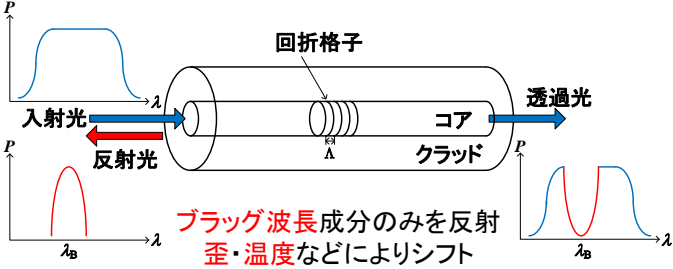 P
λ
回折格子
入射光
透過光
コア
反射光
クラッド
Λ
P
λ
λB
P
λ
λB
ブラッグ波長成分のみを反射
歪・温度などによりシフト